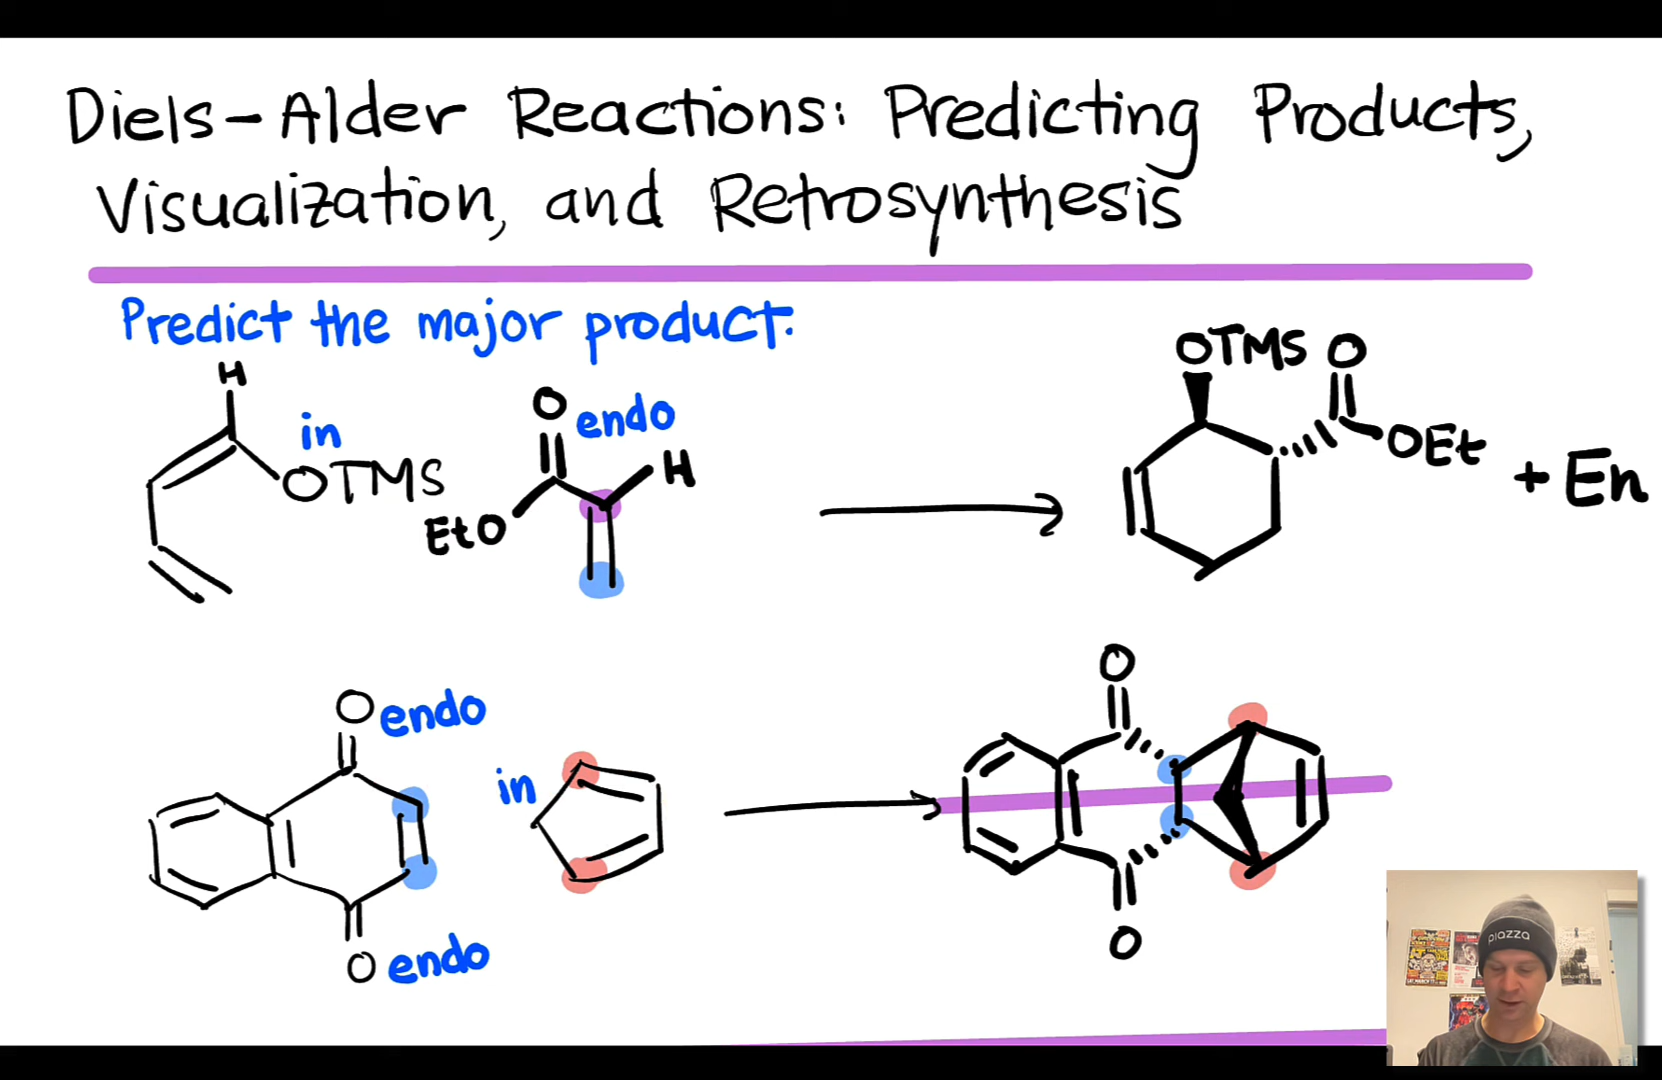 Diels-Alder Reactions: Predicting Products,
Visualization, and Retrosynthesis
Predict the major product.
H
in
OTMS
O
endo
H
EtO
OTMS
O
OEt
+ En
O
endo
in
O
endo
O
O
piazza